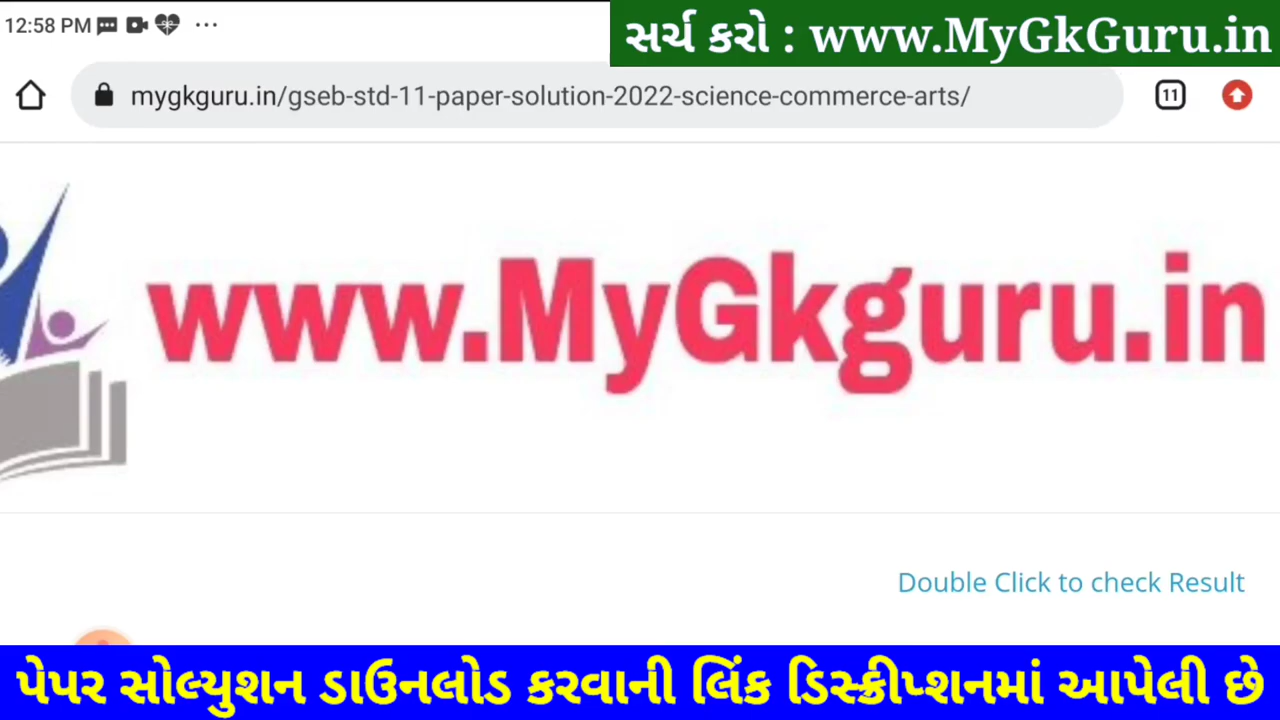 12:58 PM
સર્ચ કરો : www.MyGkGuru.in
mygkguru.in/gseb-std-11-paper-solution-2022-science-commerce-arts/
11
www.MyGkguru.in
Double Click to check Result
પેપર સોલ્યુશન ડાઉનલોડ કરવાની લિંક ડિસ્ક્રીપ્શનમાં આપેલી છે